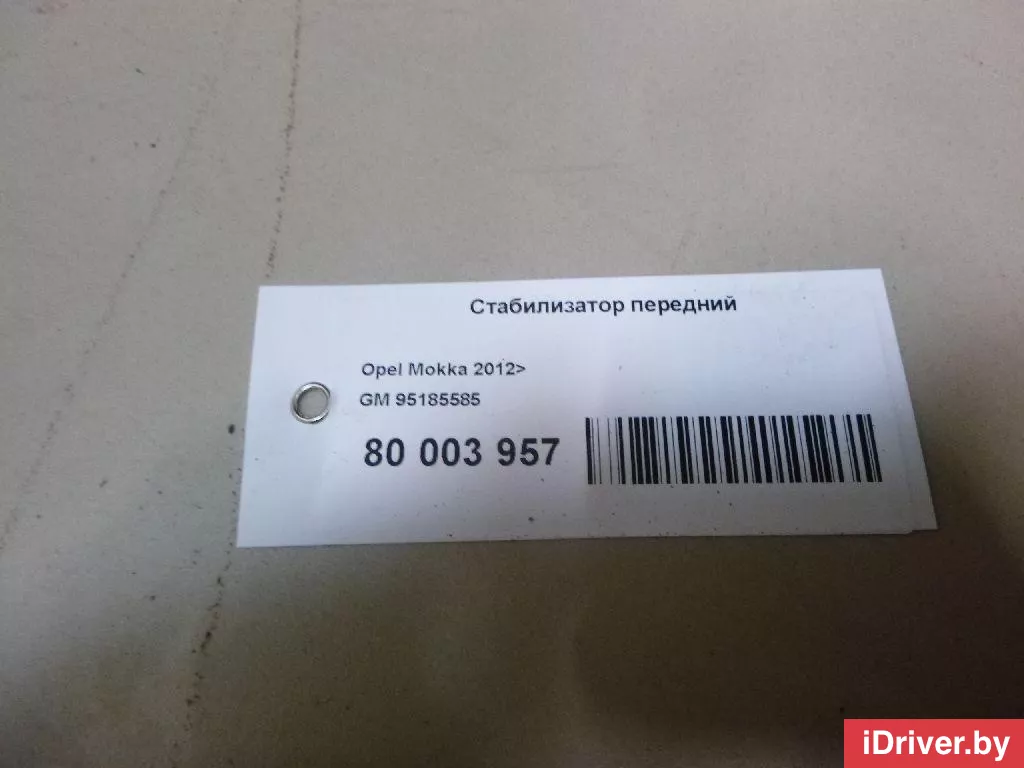 Стабилизатор передний
Opel Mokka 2012>
GM 95185585
80 003 957
iDriver.by